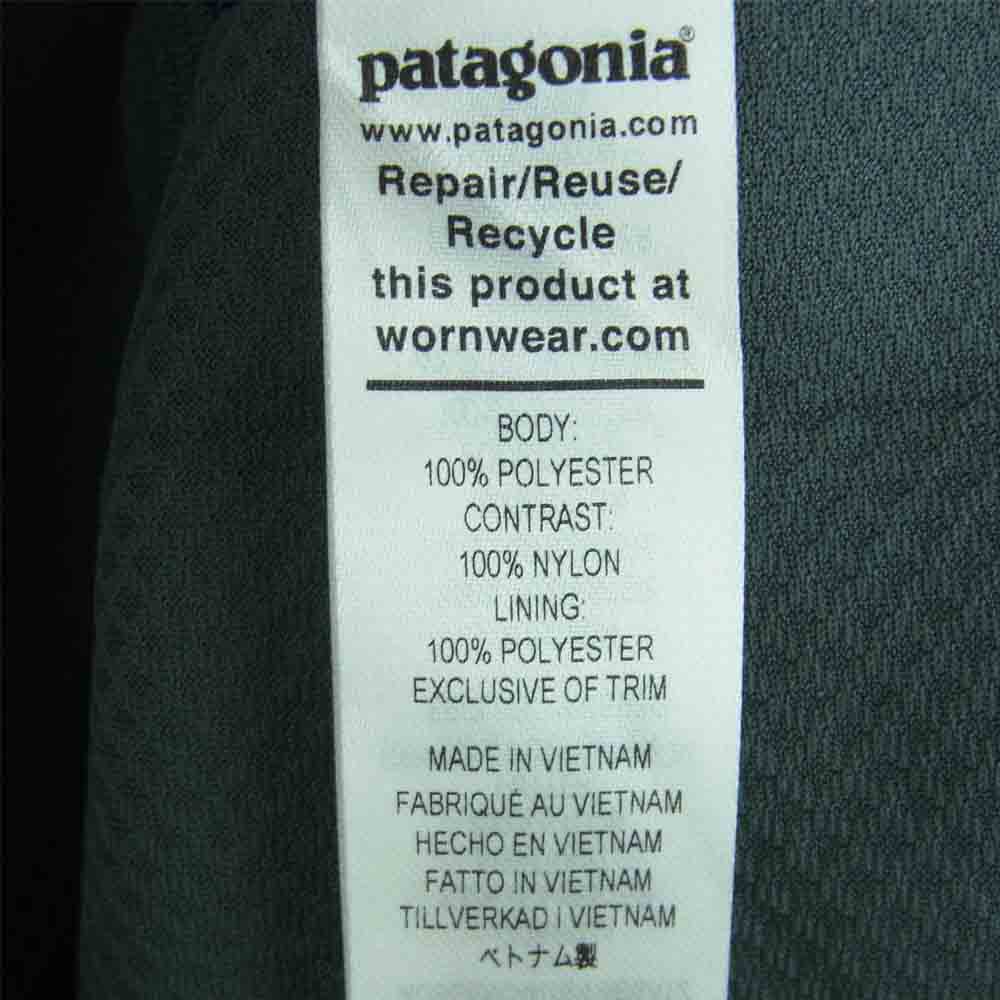 patagonia®
www.patagonia.com
Repair/Reuse/
Recycle
this product at
wornwear.com
BODY:
100% POLYESTER
CONTRAST:
100% NYLON
LINING:
100% POLYESTER
EXCLUSIVE OF TRIM
MADE IN VIETNAM
FABRIQUÉ AU VIETNAM
HECHO EN VIETNAM
FATTO IN VIETNAM
TILLVERKAD I VIETNAM
ベトナム製